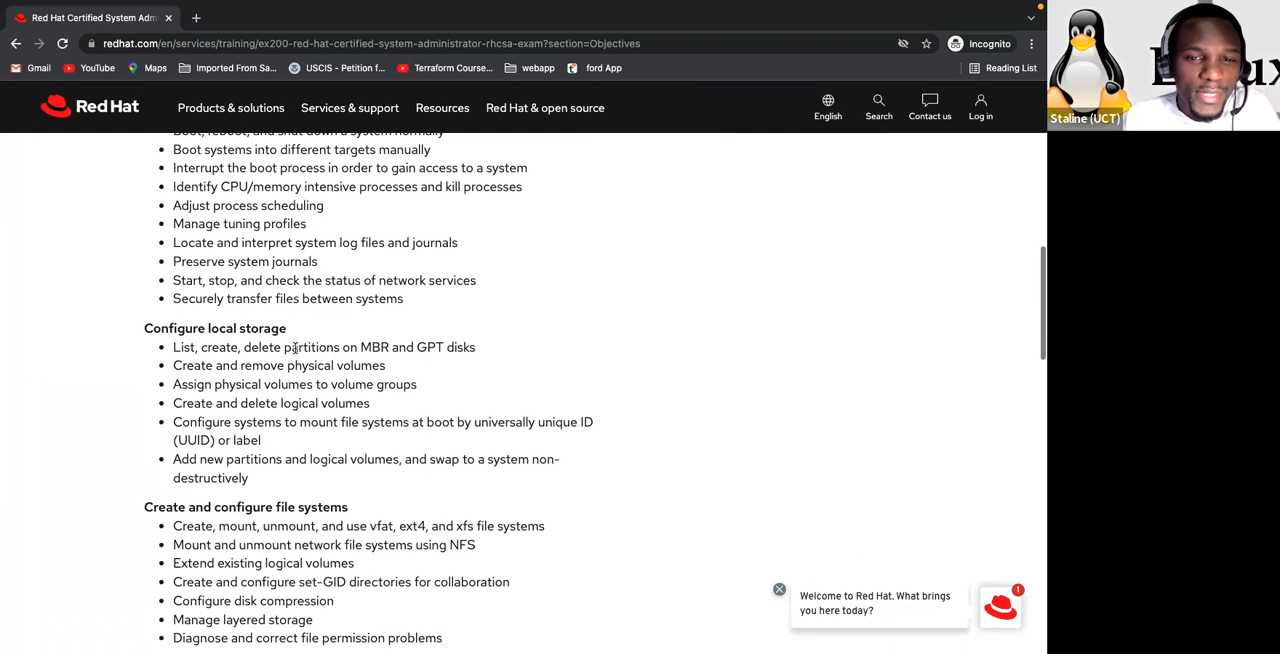 Red Hat Certified System Adm
redhat.com/en/services/training/ex200-red-hat-certified-system-administrator-rhcsa-exam?section=Objectives
Incognito
Gmail
YouTube
Maps
Imported From Sa...
USCIS - Petition f...
Terraform Course...
webapp
ford App
Reading List
Staline (UCT)
Red Hat
Products & solutions
Services & support
Resources
Red Hat & open source
English
Search
Contact us
Log in
Boot, reboot, and shut down a system normally
Boot systems into different targets manually
Interrupt the boot process in order to gain access to a system
Identify CPU/memory intensive processes and kill processes
Adjust process scheduling
Manage tuning profiles
Locate and interpret system log files and journals
Preserve system journals
Start, stop, and check the status of network services
Securely transfer files between systems
Configure local storage
List, create, delete partitions on MBR and GPT disks
Create and remove physical volumes
Assign physical volumes to volume groups
Create and delete logical volumes
Configure systems to mount file systems at boot by universally unique ID
(UUID) or label
Add new partitions and logical volumes, and swap to a system non-
destructively
Create and configure file systems
Create, mount, unmount, and use vfat, ext4, and xfs file systems
Mount and unmount network file systems using NFS
Extend existing logical volumes
Create and configure set-GID directories for collaboration
Configure disk compression
Manage layered storage
Diagnose and correct file permission problems
Welcome to Red Hat. What brings
you here today?
1